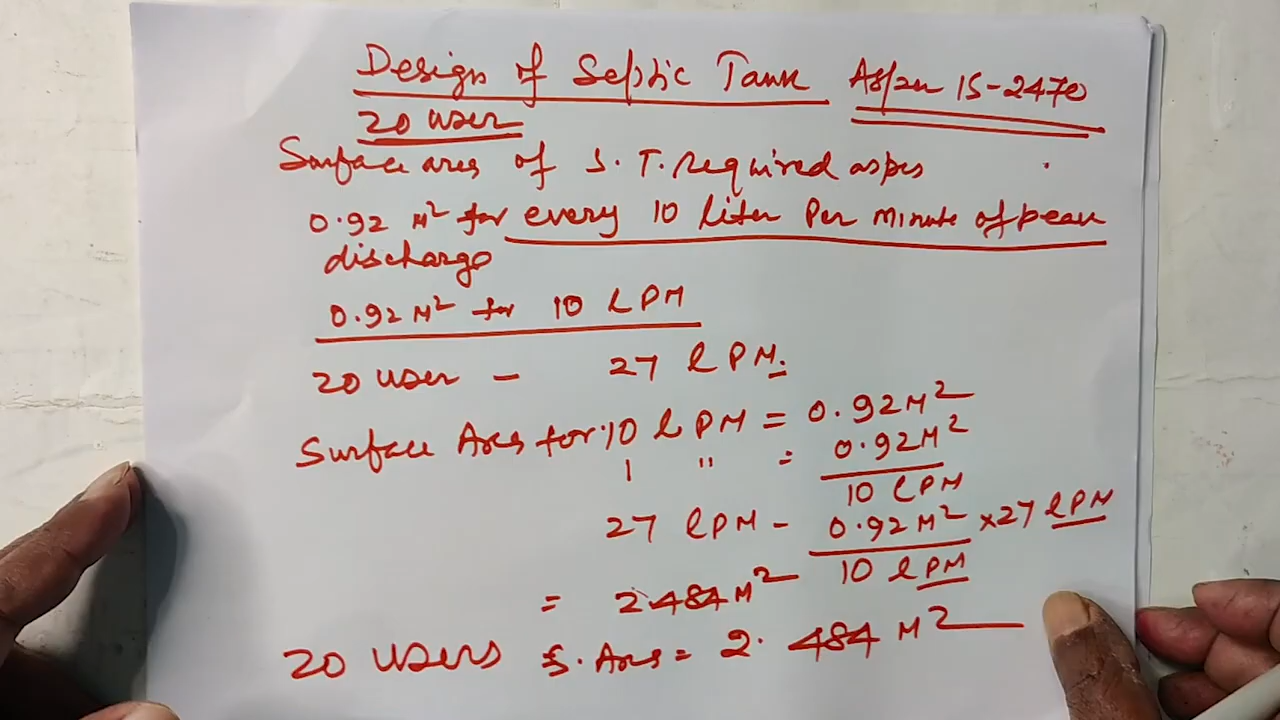 Design of Septic Tank As per IS-2470
20 user
Surface area of S. T. required as per
0.92 M² for every 10 liter Per Minute of peak
discharge
0.92 M² for 10 LPM
20 user - 27 lPM.
Surface Area for 10 lPM = 0.92M²
1 " = 0.92M² / 10 LPM
27 lPM - 0.92M² / 10 lPM ×27 lPM
= 2.484 M²
20 users S. Area = 2.484 M²